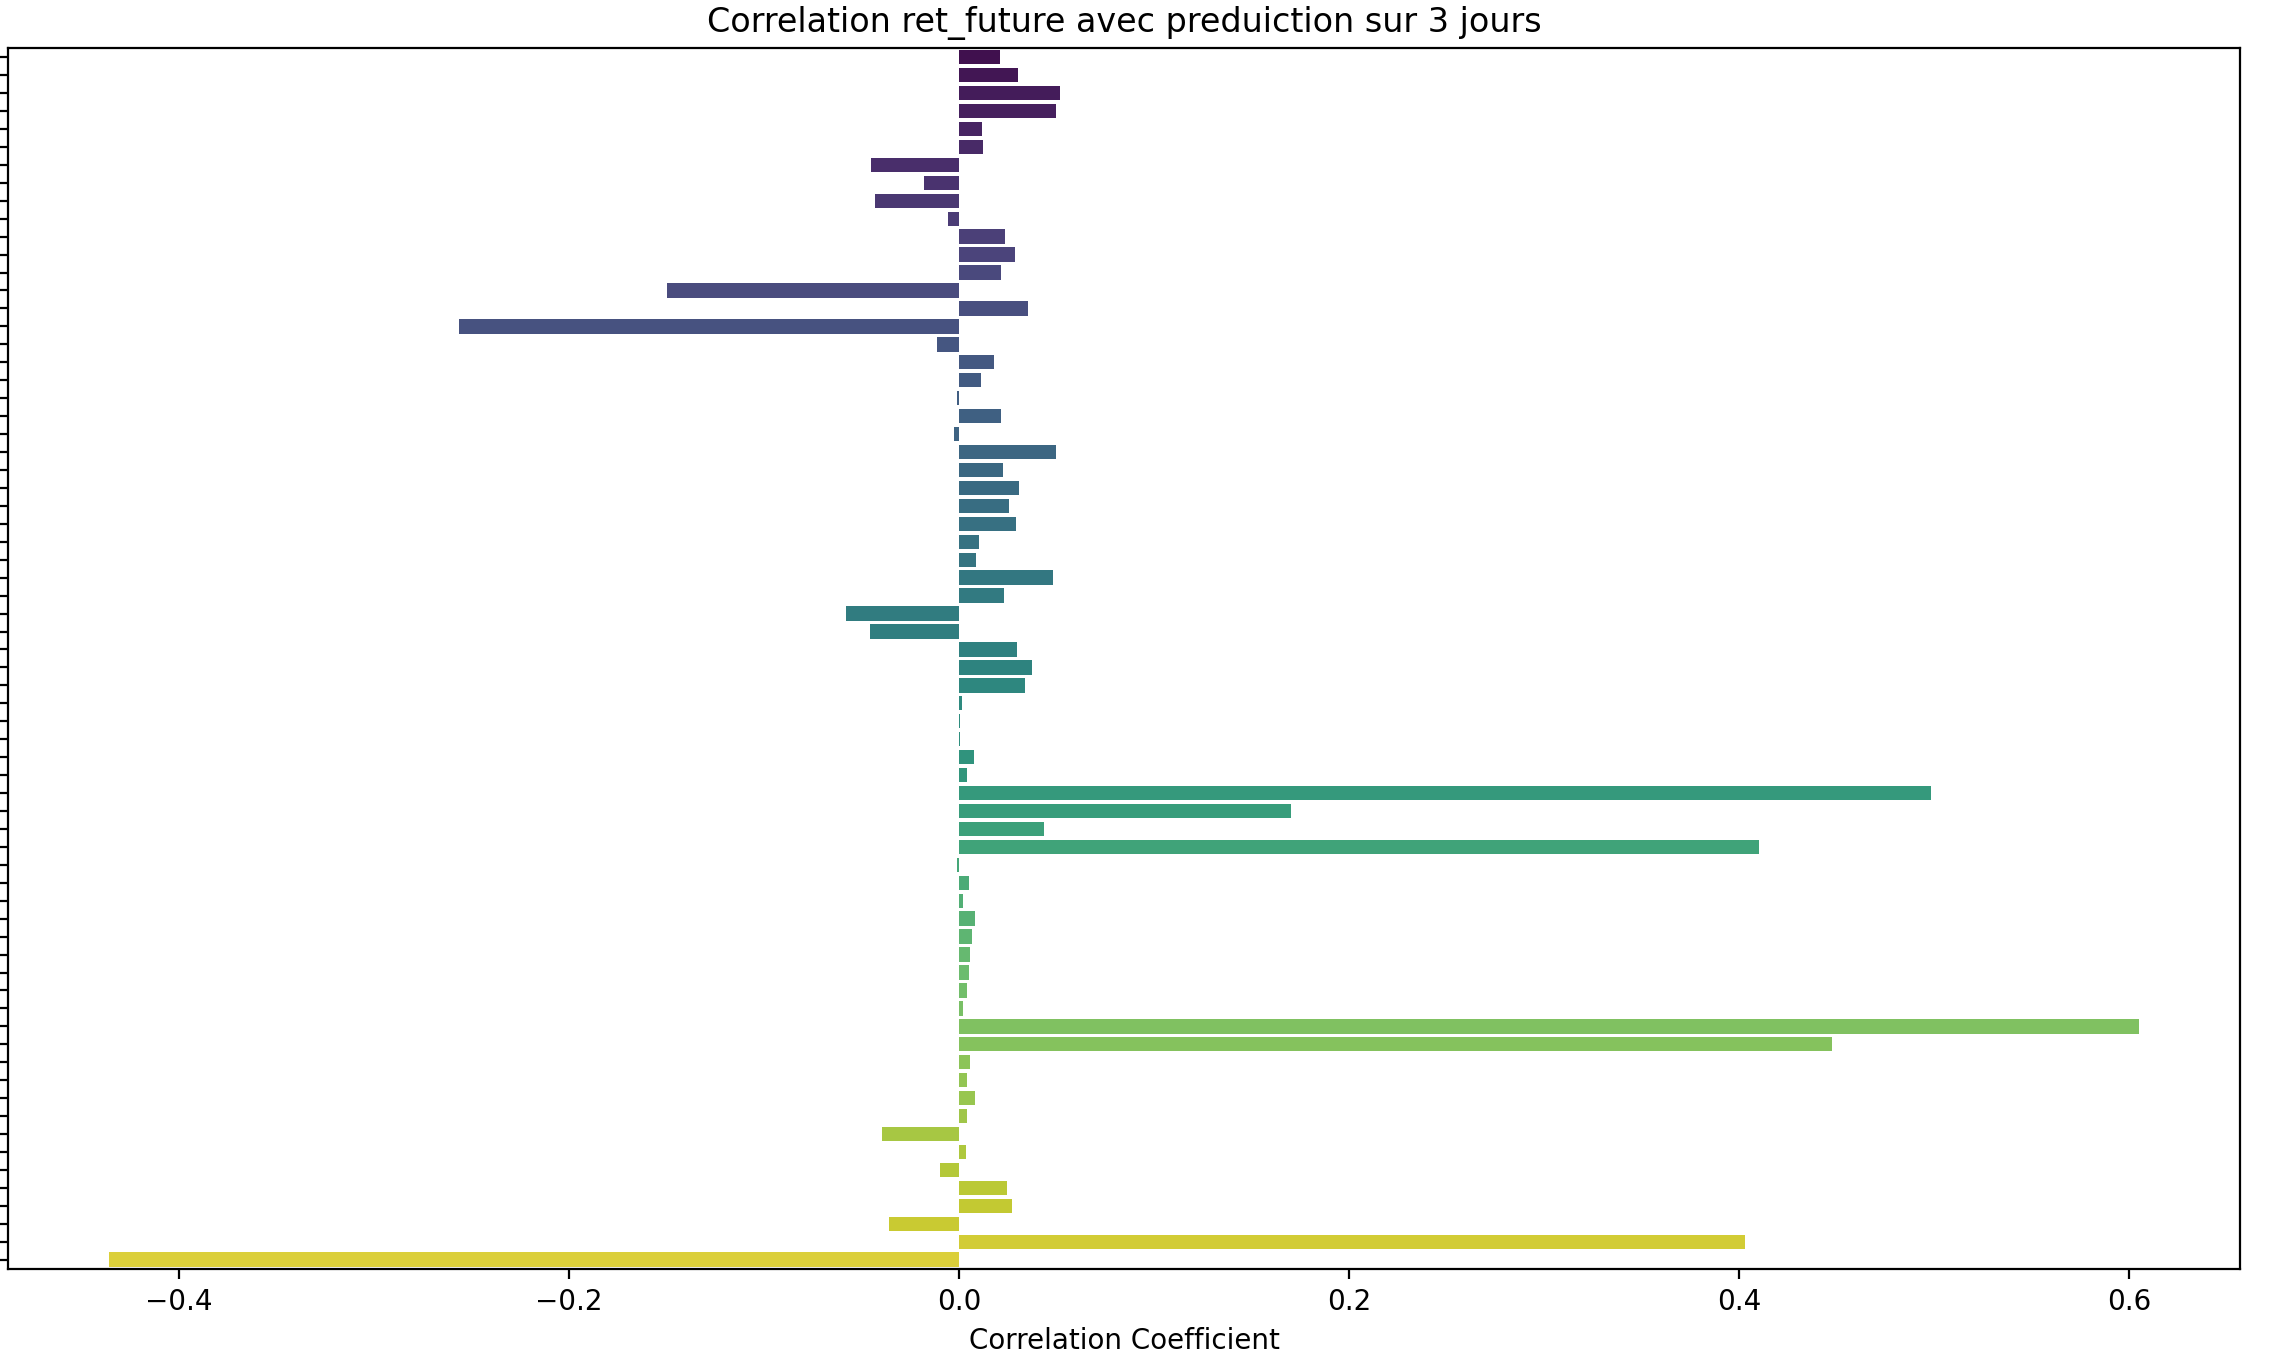 Correlation ret_future avec preduiction sur 3 jours
−0.4 −0.2 0.0 0.2 0.4 0.6
Correlation Coefficient